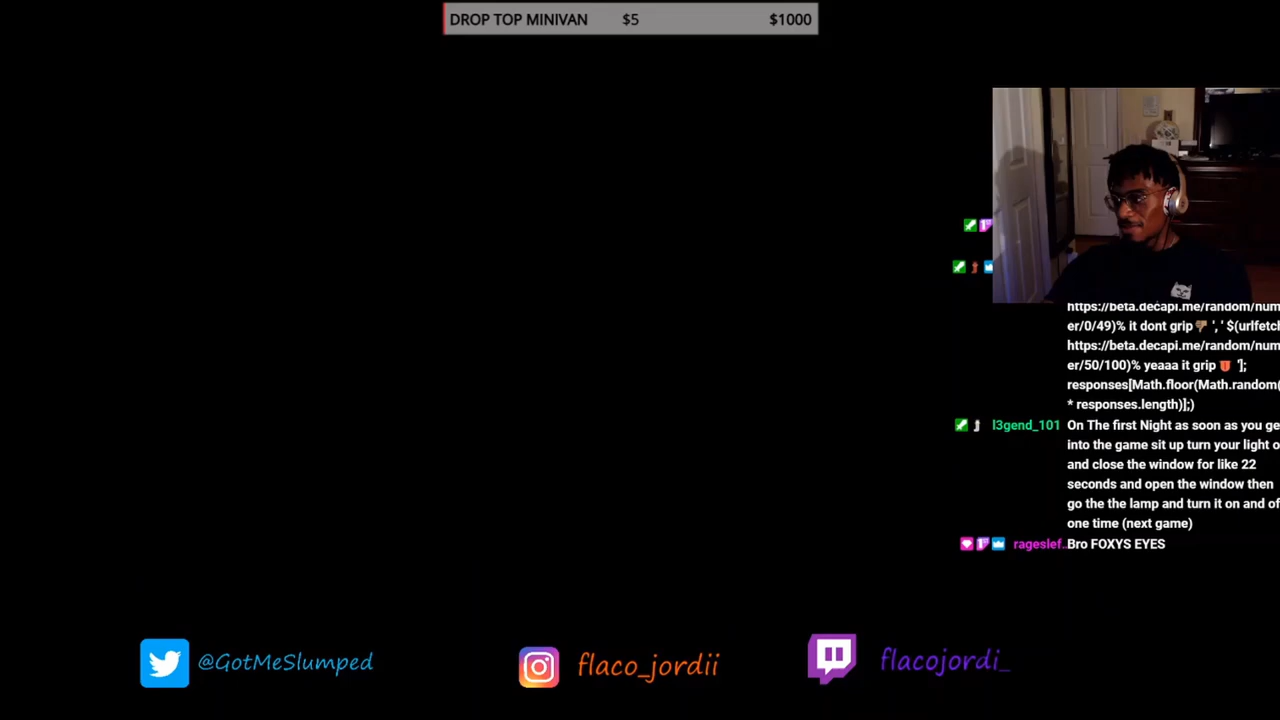 DROP TOP MINIVAN $5 $1000
https://beta.decapi.me/random/num
er/0/49)% it dont grip👎🏽 ',' $(urlfetch
https://beta.decapi.me/random/num
er/50/100)% yeaaa it grip👅 '];
responses[Math.floor(Math.random(
* responses.length)];)
l3gend_101 On The first Night as soon as you ge
into the game sit up turn your light o
and close the window for like 22
seconds and open the window then
go the the lamp and turn it on and of
one time (next game)
rageslef.. Bro FOXYS EYES
@GotMeSlumped flaco_jordii flacojordi_